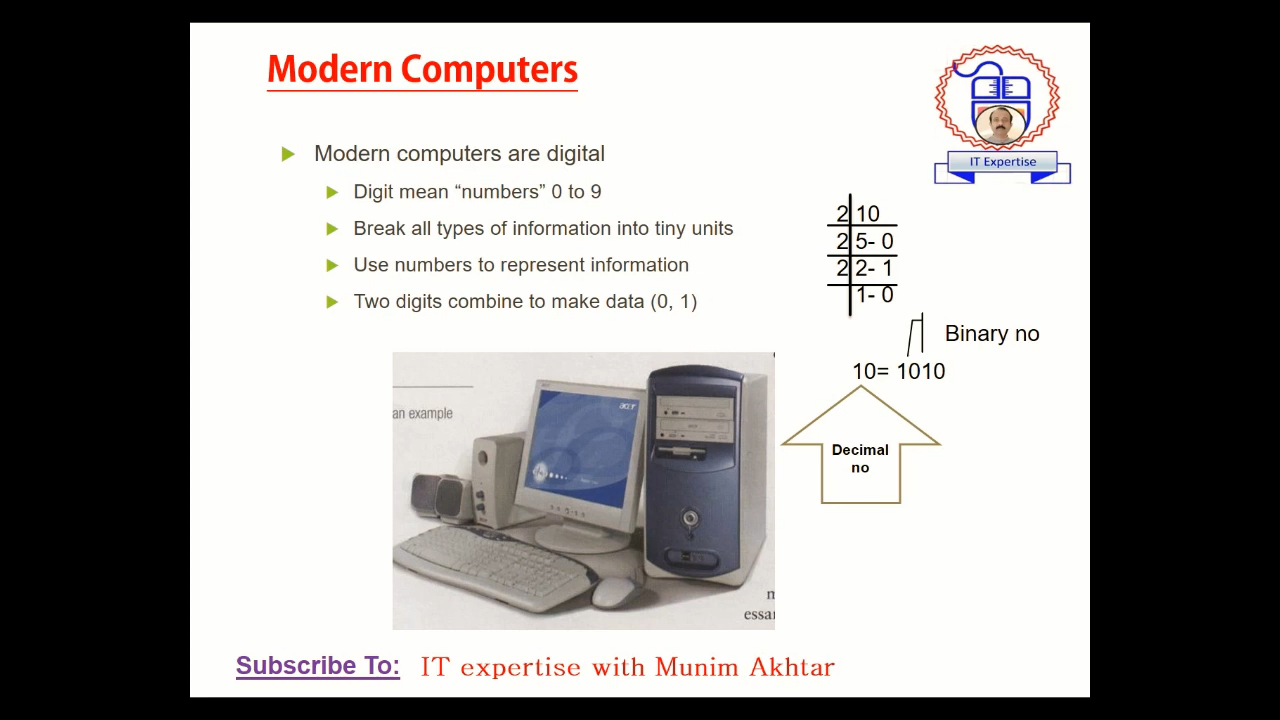 Modern Computers
IT Expertise
Modern computers are digital
Digit mean “numbers” 0 to 9
Break all types of information into tiny units
Use numbers to represent information
Two digits combine to make data (0, 1)
2 10
2 5- 0
2 2- 1
1- 0
Binary no
10= 1010
Decimal
no
an example
acer
essar
Subscribe To: IT expertise with Munim Akhtar